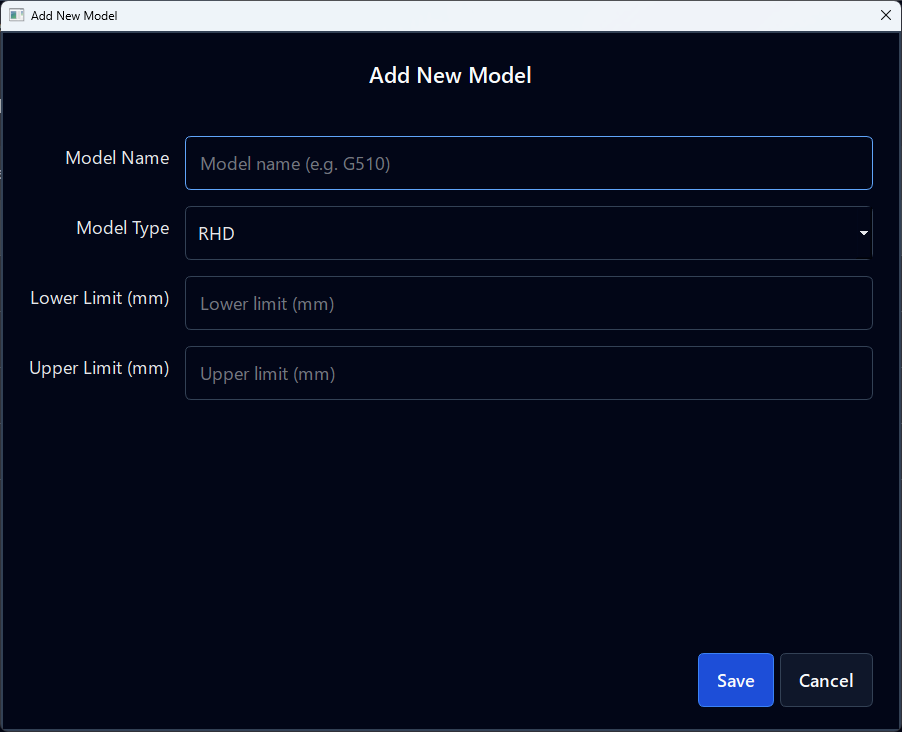 Add New Model
Add New Model
Model Name
Model name (e.g. G510)
Model Type
RHD
Lower Limit (mm)
Lower limit (mm)
Upper Limit (mm)
Upper limit (mm)
Save
Cancel